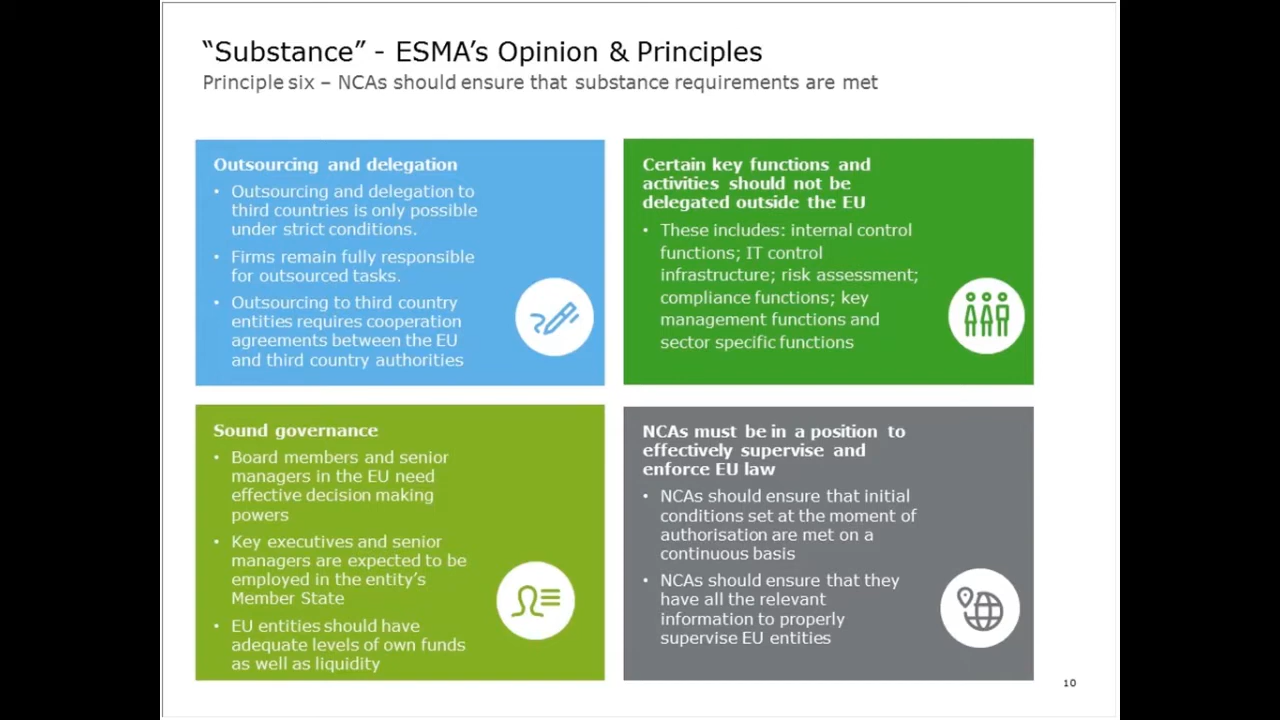 “Substance” - ESMA’s Opinion & Principles
Principle six – NCAs should ensure that substance requirements are met
Outsourcing and delegation
• Outsourcing and delegation to
third countries is only possible
under strict conditions.
• Firms remain fully responsible
for outsourced tasks.
• Outsourcing to third country
entities requires cooperation
agreements between the EU
and third country authorities
Certain key functions and
activities should not be
delegated outside the EU
• These includes: internal control
functions; IT control
infrastructure; risk assessment;
compliance functions; key
management functions and
sector specific functions
Sound governance
• Board members and senior
managers in the EU need
effective decision making
powers
• Key executives and senior
managers are expected to be
employed in the entity’s
Member State
• EU entities should have
adequate levels of own funds
as well as liquidity
NCAs must be in a position to
effectively supervise and
enforce EU law
• NCAs should ensure that initial
conditions set at the moment of
authorisation are met on a
continuous basis
• NCAs should ensure that they
have all the relevant
information to properly
supervise EU entities
10